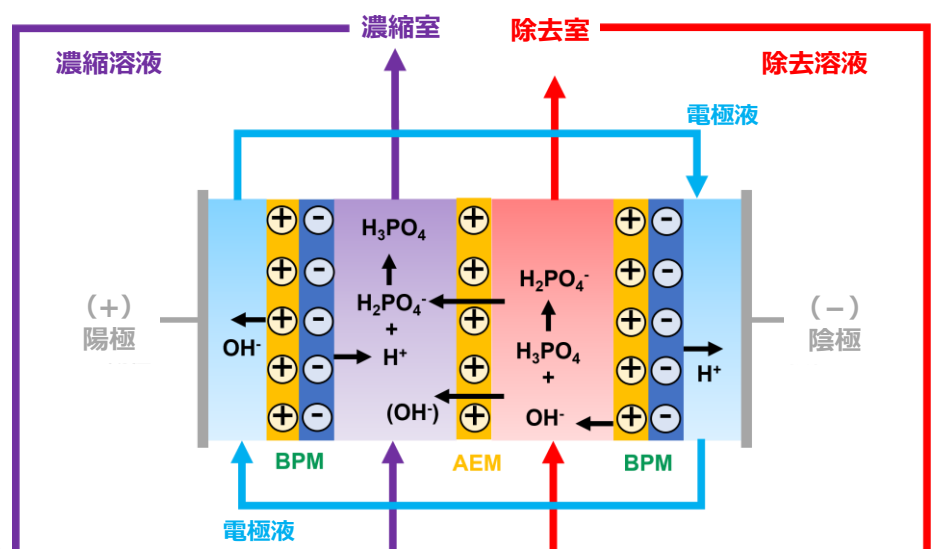 濃縮室
除去室
濃縮溶液
除去溶液
電極液
H3PO4
H2PO4-
H2PO4-
+
H+
H3PO4
+
OH-
(OH-)
OH-
H+
(+)
陽極
(−)
陰極
BPM
AEM
BPM
電極液